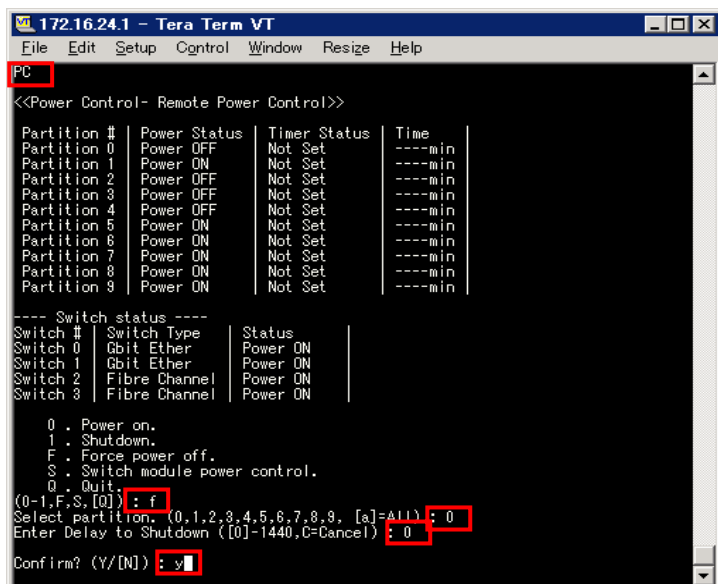 172.16.24.1 - Tera Term VT
File Edit Setup Control Window Resize Help
PC
<<Power Control- Remote Power Control>>
Partition # | Power Status | Timer Status | Time |
Partition 0 | Power OFF | Not Set | ----min |
Partition 1 | Power ON | Not Set | ----min |
Partition 2 | Power OFF | Not Set | ----min |
Partition 3 | Power OFF | Not Set | ----min |
Partition 4 | Power OFF | Not Set | ----min |
Partition 5 | Power ON | Not Set | ----min |
Partition 6 | Power ON | Not Set | ----min |
Partition 7 | Power ON | Not Set | ----min |
Partition 8 | Power ON | Not Set | ----min |
Partition 9 | Power ON | Not Set | ----min |
---- Switch status ----
Switch # | Switch Type | Status |
Switch 0 | Gbit Ether | Power ON |
Switch 1 | Gbit Ether | Power ON |
Switch 2 | Fibre Channel | Power ON |
Switch 3 | Fibre Channel | Power ON |
0 . Power on.
1 . Shutdown.
F . Force power off.
S . Switch module power control.
Q . Quit.
(0-1,F,S,[Q]) : f
Select partition. (0,1,2,3,4,5,6,7,8,9, [a]=All) : 0
Enter Delay to Shutdown ([0]-1440,C=Cancel) : 0
Confirm? (Y/[N]) : y